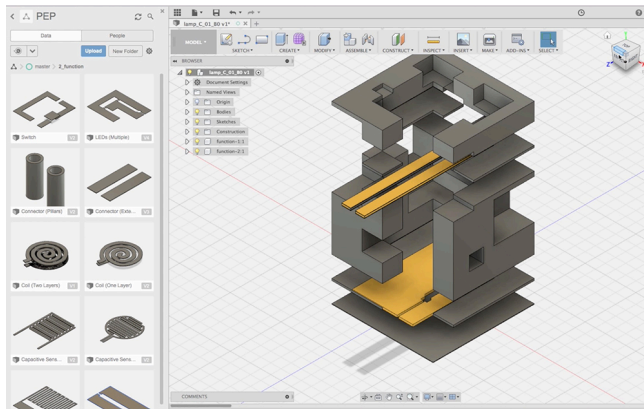 PEP
Data
People
Upload
New Folder
master
2_function
Switch
LEDs (Multiple)
Connector (Pillars)
Connector (Exte...
Coil (Two Layers)
Coil (One Layer)
Capacitive Sens...
Capacitive Sens...
lamp_C_01_80 v1*
MODEL
SKETCH
CREATE
MODIFY
ASSEMBLE
CONSTRUCT
INSPECT
INSERT
MAKE
ADD-INS
SELECT
BROWSER
lamp_C_01_80 v1
Document Settings
Named Views
Origin
Bodies
Sketches
Construction
function-1:1
function-2:1
COMMENTS